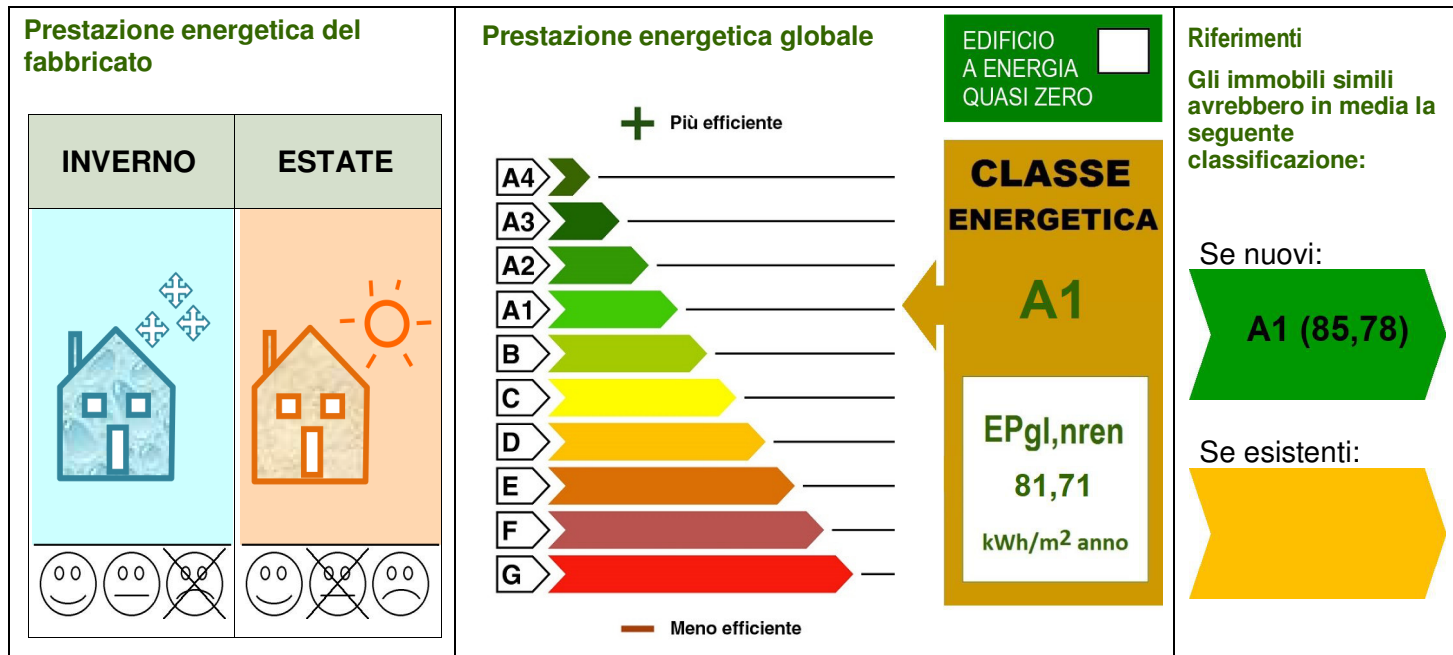 Prestazione energetica del
fabbricato
INVERNO
ESTATE
Prestazione energetica globale
Più efficiente
A4
A3
A2
A1
B
C
D
E
F
G
Meno efficiente
EDIFICIO
A ENERGIA
QUASI ZERO
CLASSE
ENERGETICA
A1
EPgl,nren
81,71
kWh/m² anno
Riferimenti
Gli immobili simili
avrebbero in media la
seguente
classificazione:
Se nuovi:
A1 (85,78)
Se esistenti: